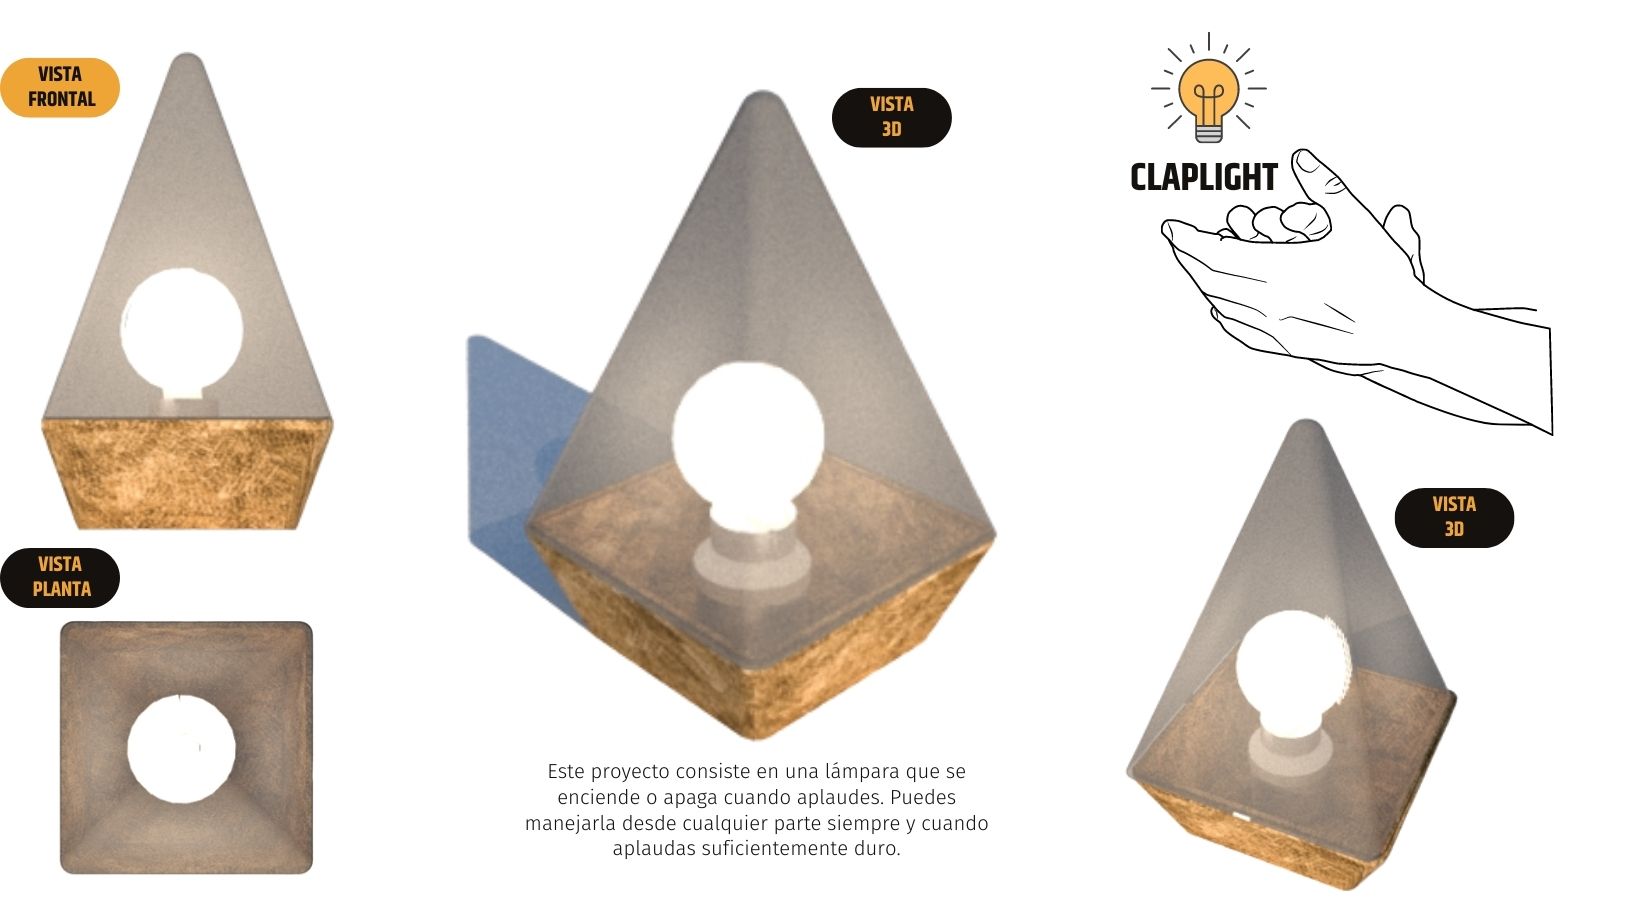 VISTA
FRONTAL
VISTA
3D
CLAPLIGHT
VISTA
3D
VISTA
PLANTA
Este proyecto consiste en una lámpara que se
enciende o apaga cuando aplaudes. Puedes
manejarla desde cualquier parte siempre y cuando
aplaudas suficientemente duro.